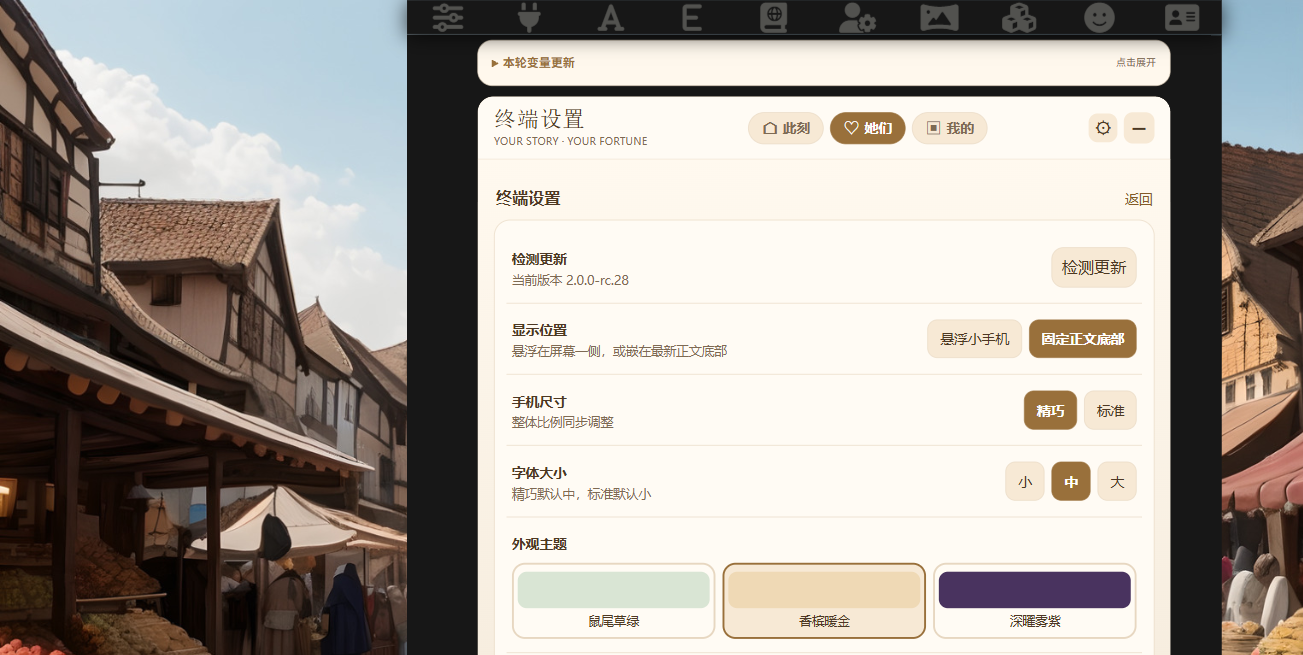 本轮变量更新
点击展开
终端设置
YOUR STORY · YOUR FORTUNE
此刻
她们
我的
终端设置
返回
检测更新
当前版本 2.0.0-rc.28
检测更新
显示位置
悬浮在屏幕一侧，或嵌在最新正文底部
悬浮小手机
固定正文底部
手机尺寸
整体比例同步调整
精巧
标准
字体大小
精巧默认中，标准默认小
小
中
大
外观主题
鼠尾草绿
香槟暖金
深曜雾紫